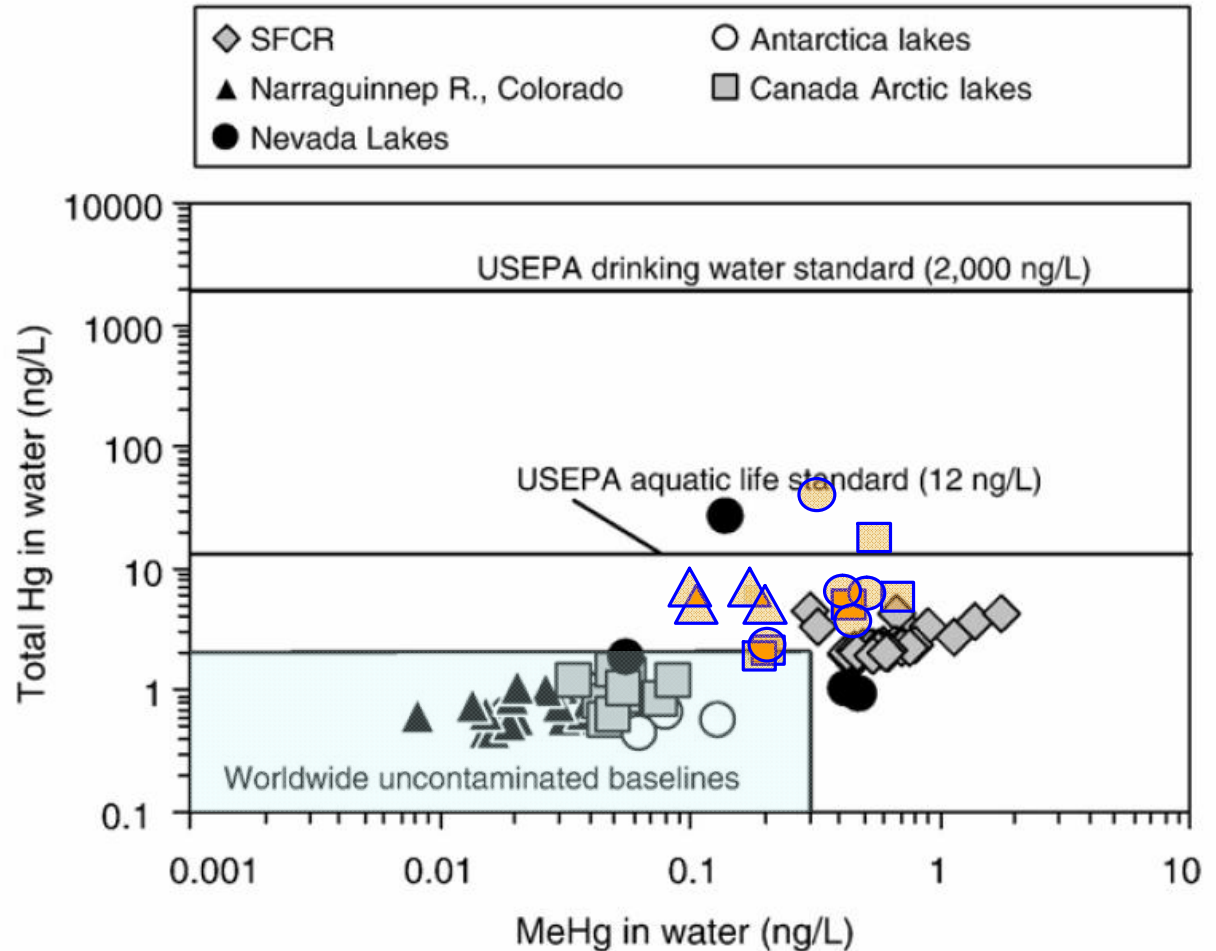 SFCR
Antarctica lakes
Narraguinnep R., Colorado
Canada Arctic lakes
Nevada Lakes
10000
USEPA drinking water standard (2,000 ng/L)
1000
100
USEPA aquatic life standard (12 ng/L)
10
1
Worldwide uncontaminated baselines
0.1
Total Hg in water (ng/L)
0.001
0.01
0.1
1
10
MeHg in water (ng/L)